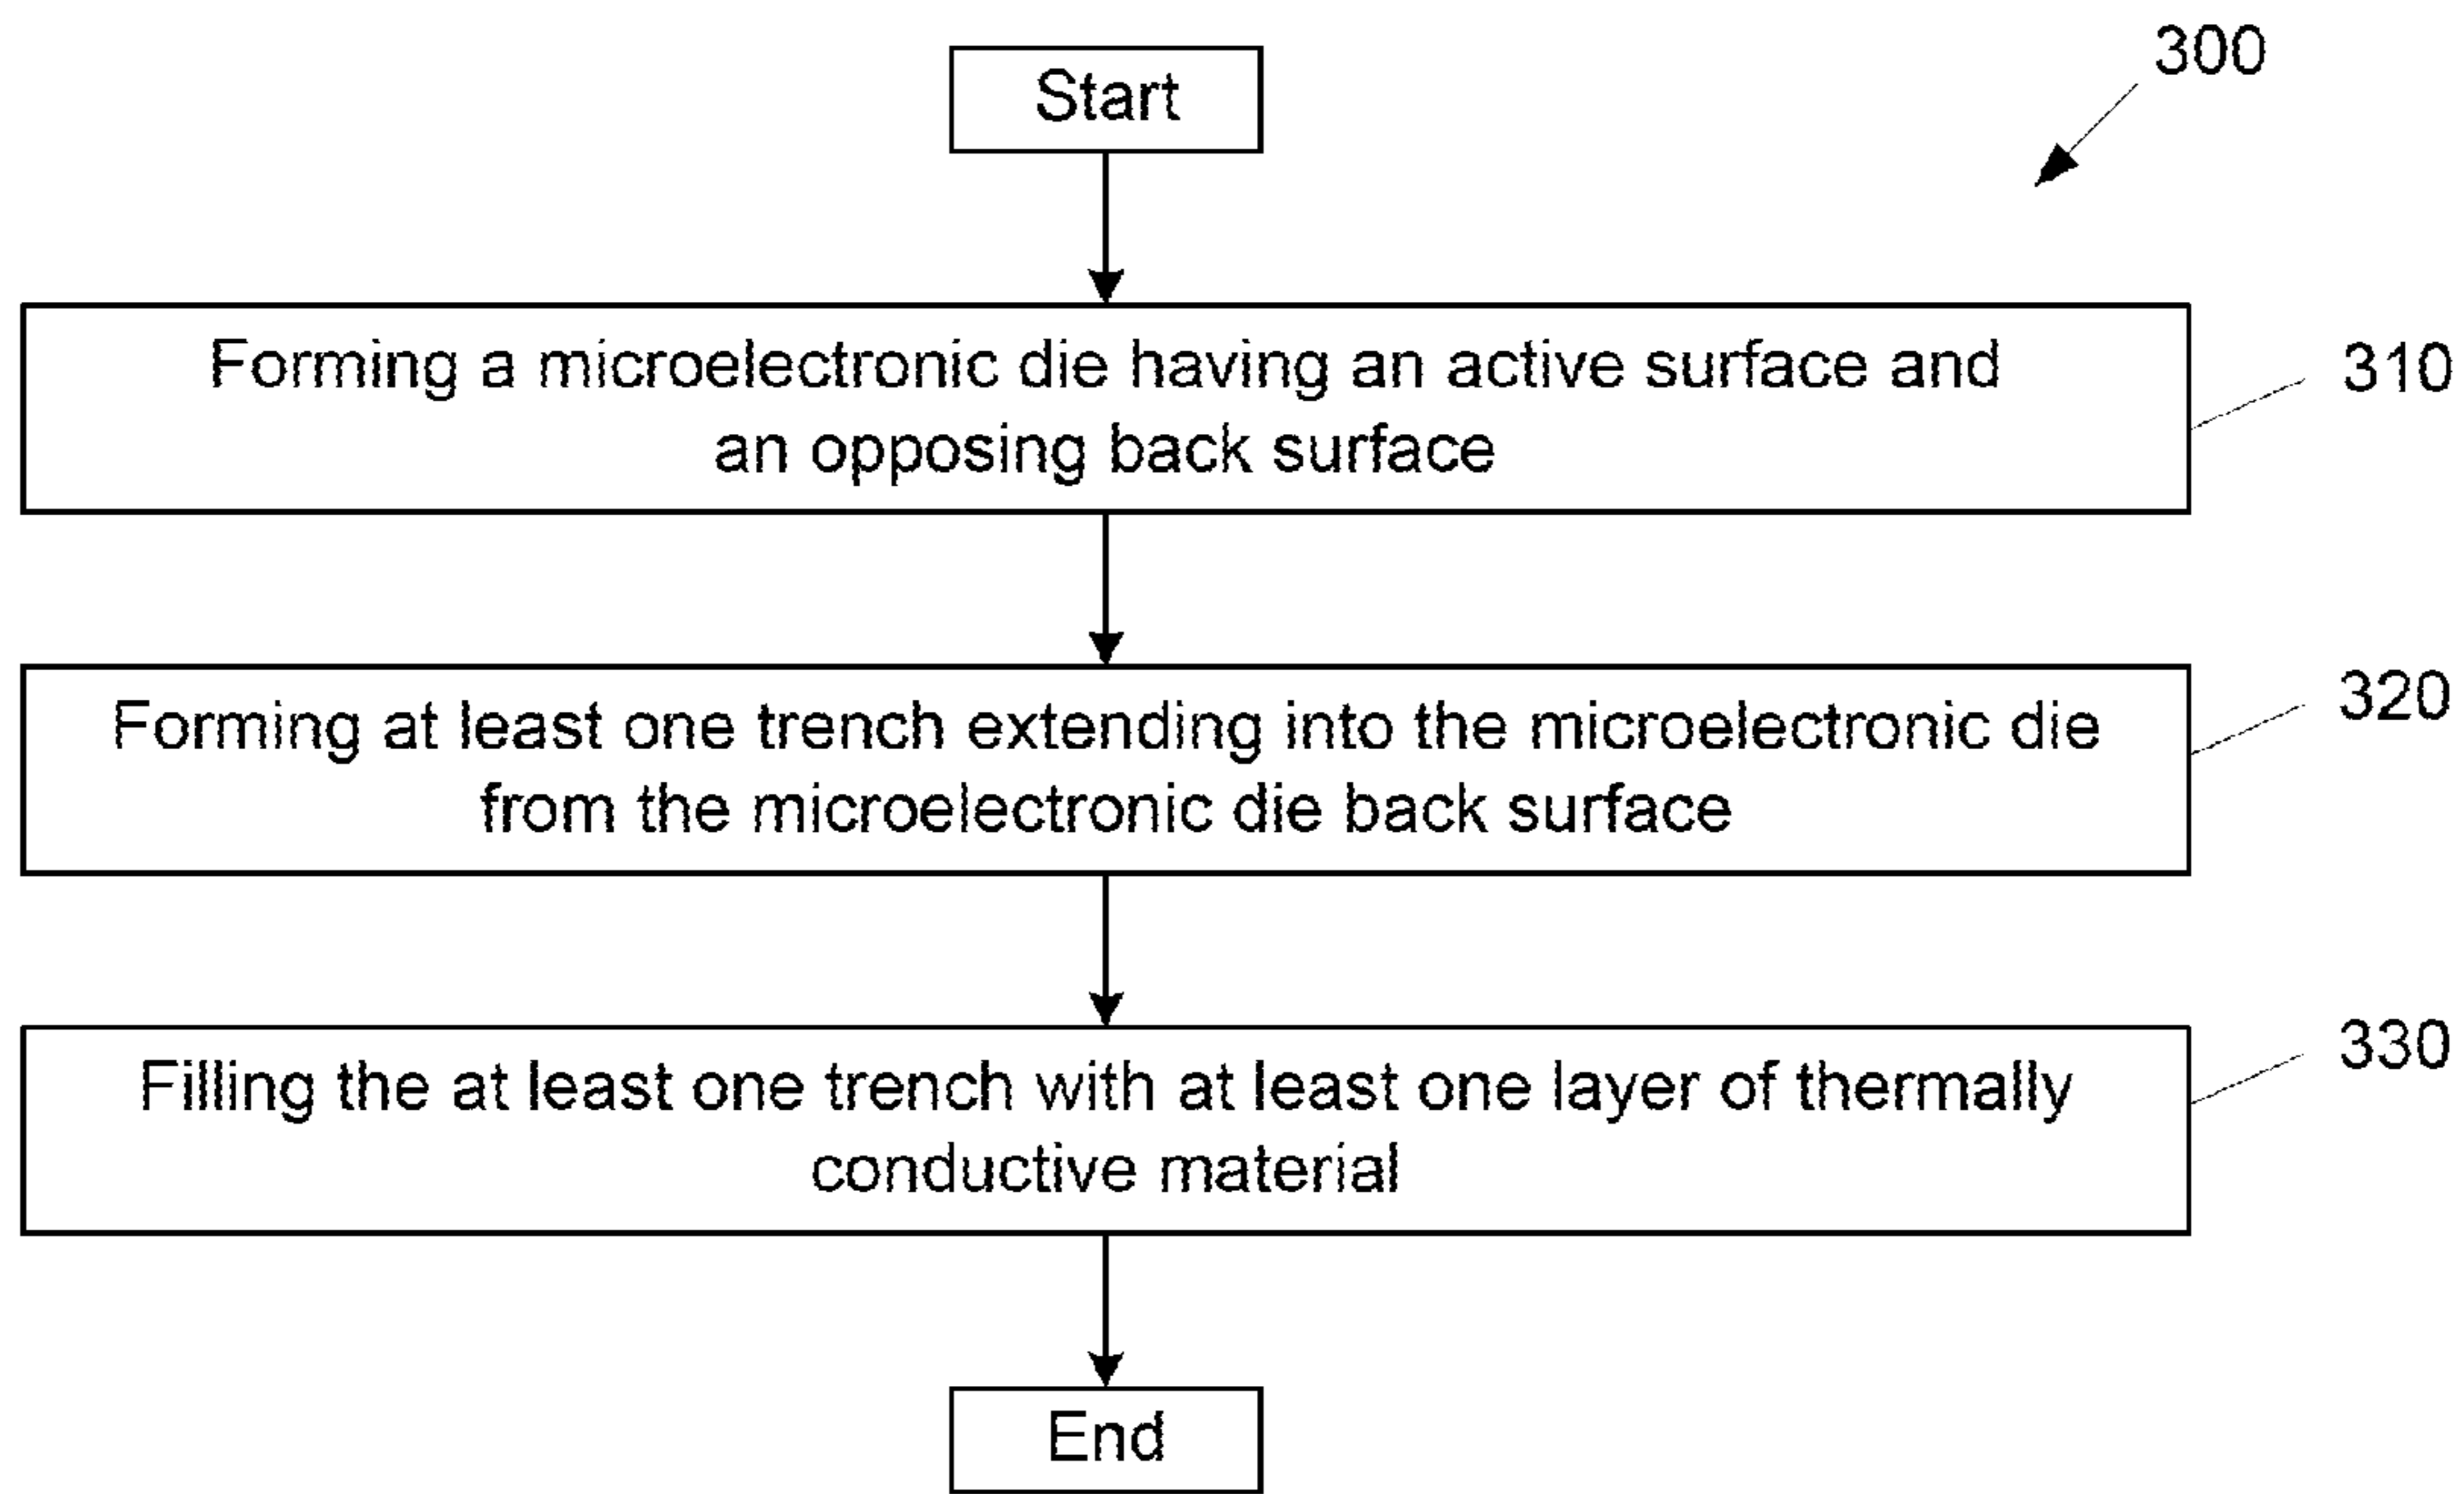 Start
300
Forming a microelectronic die having an active surface and
an opposing back surface
310
Forming at least one trench extending into the microelectronic die
from the microelectronic die back surface
320
Filling the at least one trench with at least one layer of thermally
conductive material
330
End